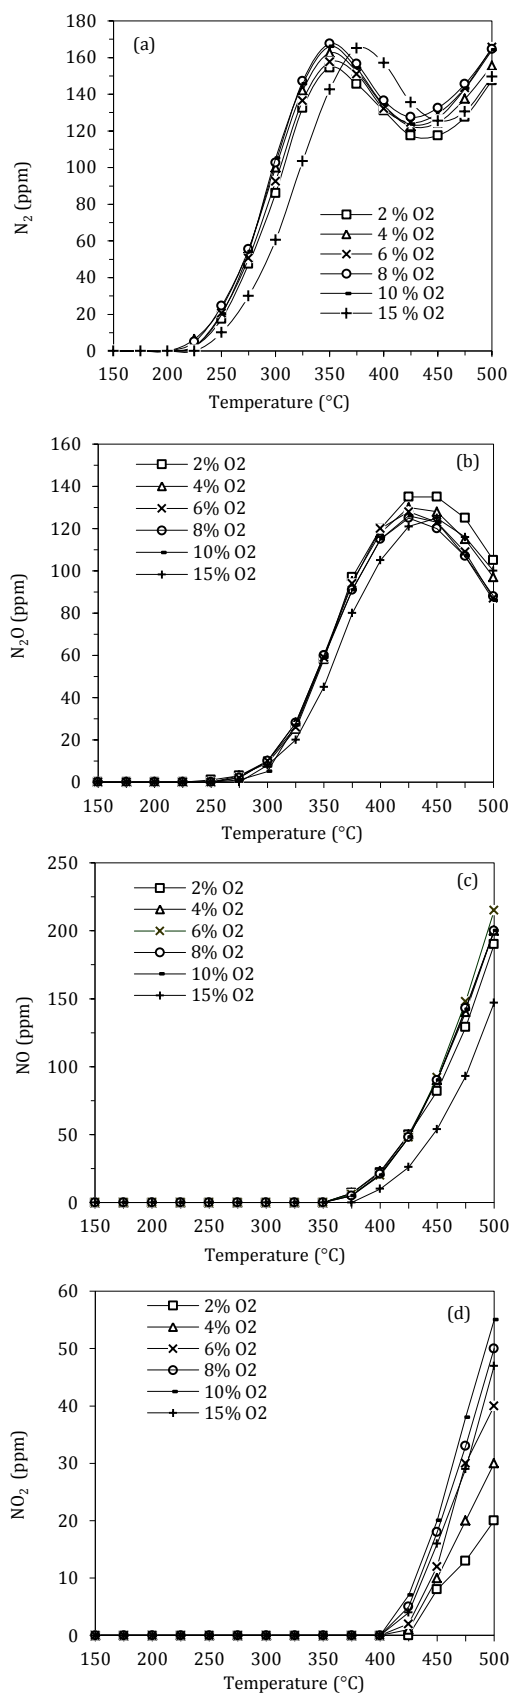 180
(a)
160
140
120
100
80
60
40
20
0
N₂ (ppm)
2 % O2
4 % O2
6 % O2
8 % O2
10 % O2
15 % O2
150 200 250 300 350 400 450 500
Temperature (°C)
160
(b)
140
120
100
80
60
40
20
0
N₂O (ppm)
2% O2
4% O2
6% O2
8% O2
10% O2
15% O2
150 200 250 300 350 400 450 500
Temperature (°C)
250
(c)
200
150
100
50
0
NO (ppm)
2% O2
4% O2
6% O2
8% O2
10% O2
15% O2
150 200 250 300 350 400 450 500
Temperature (°C)
60
(d)
50
40
30
20
10
0
NO₂ (ppm)
2% O2
4% O2
6% O2
8% O2
10% O2
15% O2
150 200 250 300 350 400 450 500
Temperature (°C)